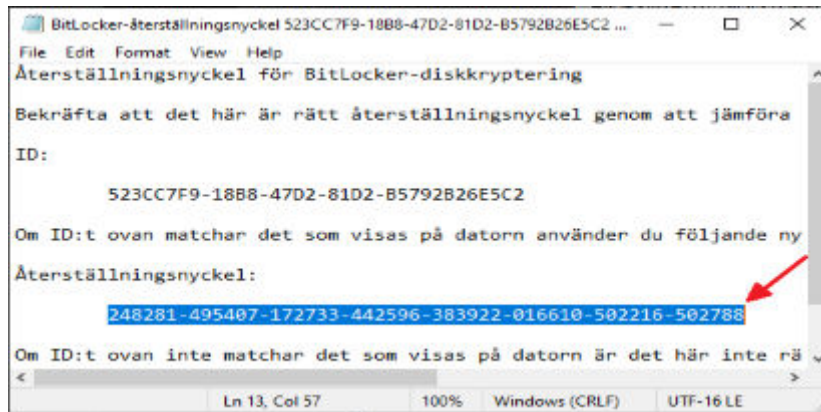 BitLocker-återställningsnyckel 523CC7F9-18B8-47D2-81D2-B5792B26E5C2 ...
File Edit Format View Help
Återställningsnyckel för BitLocker-diskkryptering
Bekräfta att det här är rätt återställningsnyckel genom att jämföra
ID:
523CC7F9-18B8-47D2-81D2-B5792B26E5C2
Om ID:t ovan matchar det som visas på datorn använder du följande ny
Återställningsnyckel:
248281-495407-172733-442596-383922-016610-502216-502788
Om ID:t ovan inte matchar det som visas på datorn är det här inte rä
Ln 13, Col 57 100% Windows (CRLF) UTF-16 LE